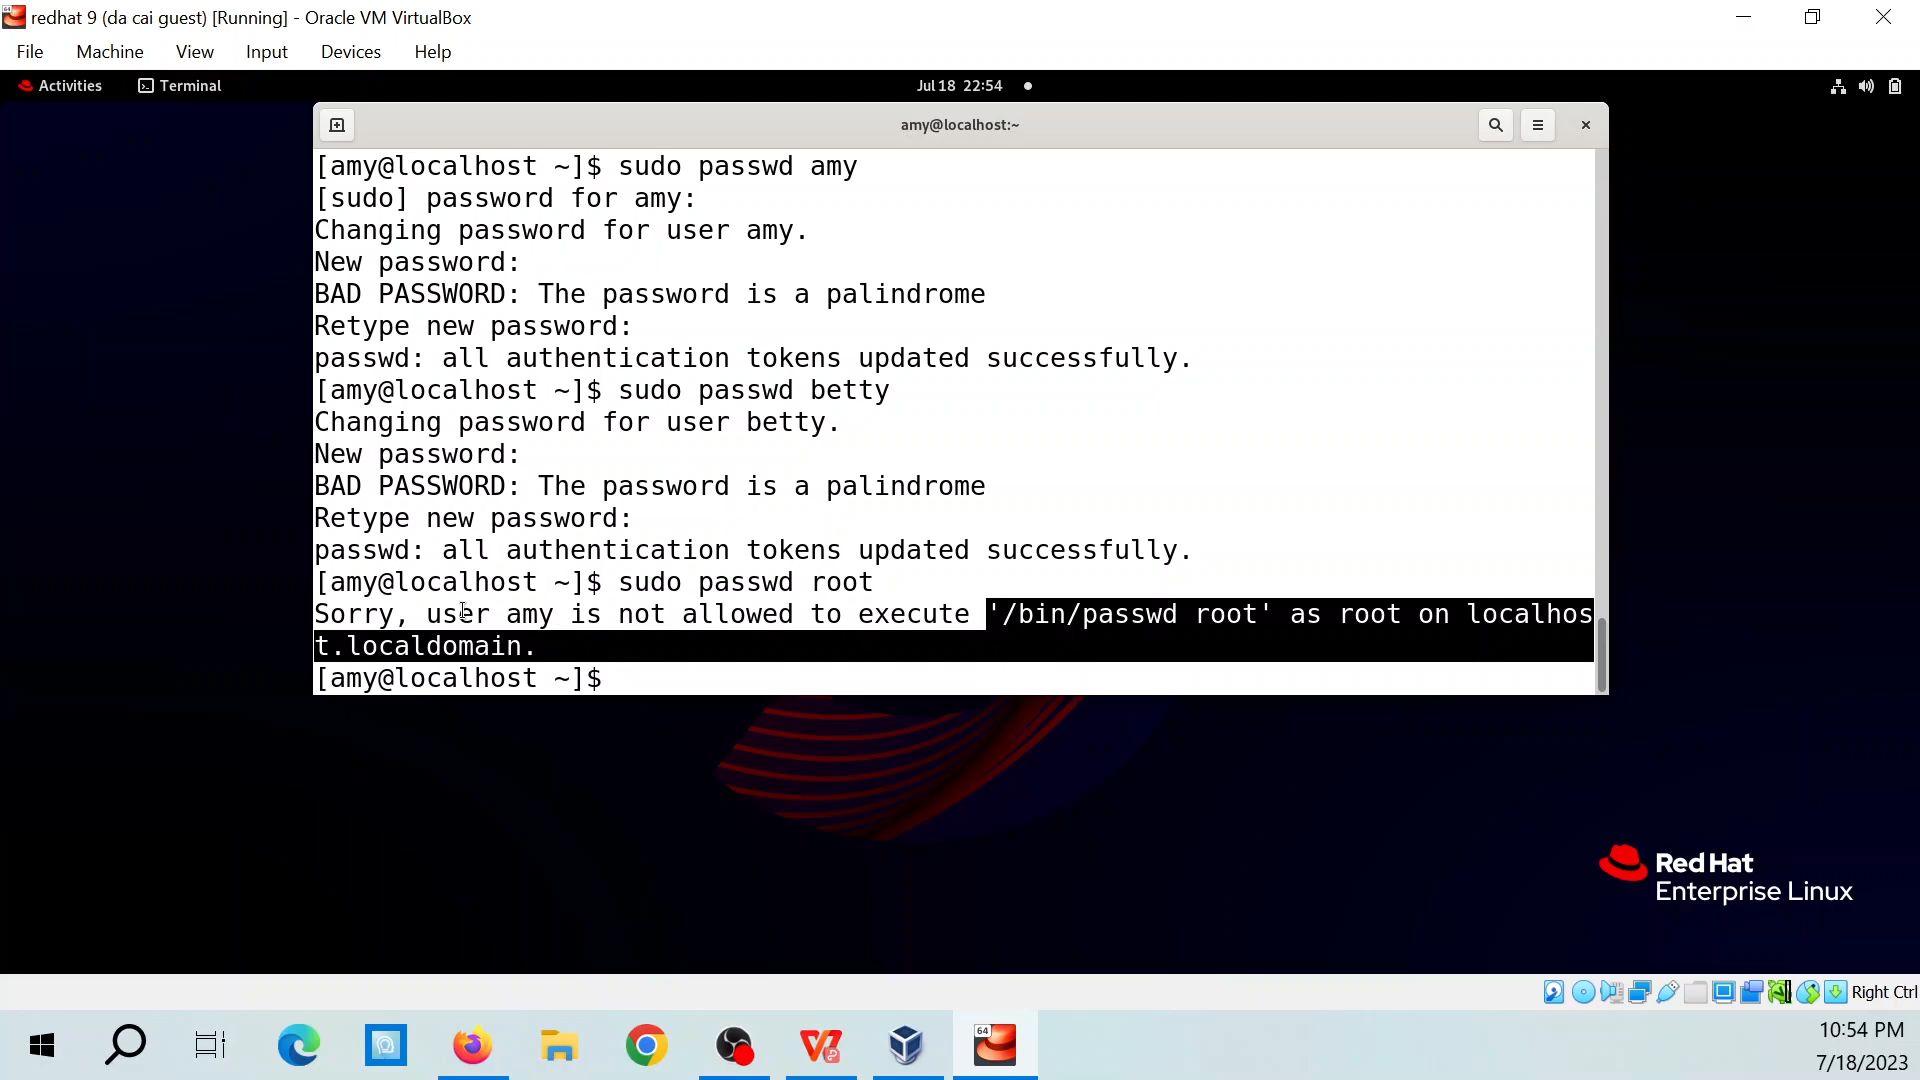 redhat 9 (da cai guest) [Running] - Oracle VM VirtualBox
File Machine View Input Devices Help
Activities Terminal Jul 18 22:54
amy@localhost:~
[amy@localhost ~]$ sudo passwd amy
[sudo] password for amy:
Changing password for user amy.
New password:
BAD PASSWORD: The password is a palindrome
Retype new password:
passwd: all authentication tokens updated successfully.
[amy@localhost ~]$ sudo passwd betty
Changing password for user betty.
New password:
BAD PASSWORD: The password is a palindrome
Retype new password:
passwd: all authentication tokens updated successfully.
[amy@localhost ~]$ sudo passwd root
Sorry, user amy is not allowed to execute '/bin/passwd root' as root on localhos
t.localdomain.
[amy@localhost ~]$
Red Hat
Enterprise Linux
Right Ctrl
64
10:54 PM
7/18/2023